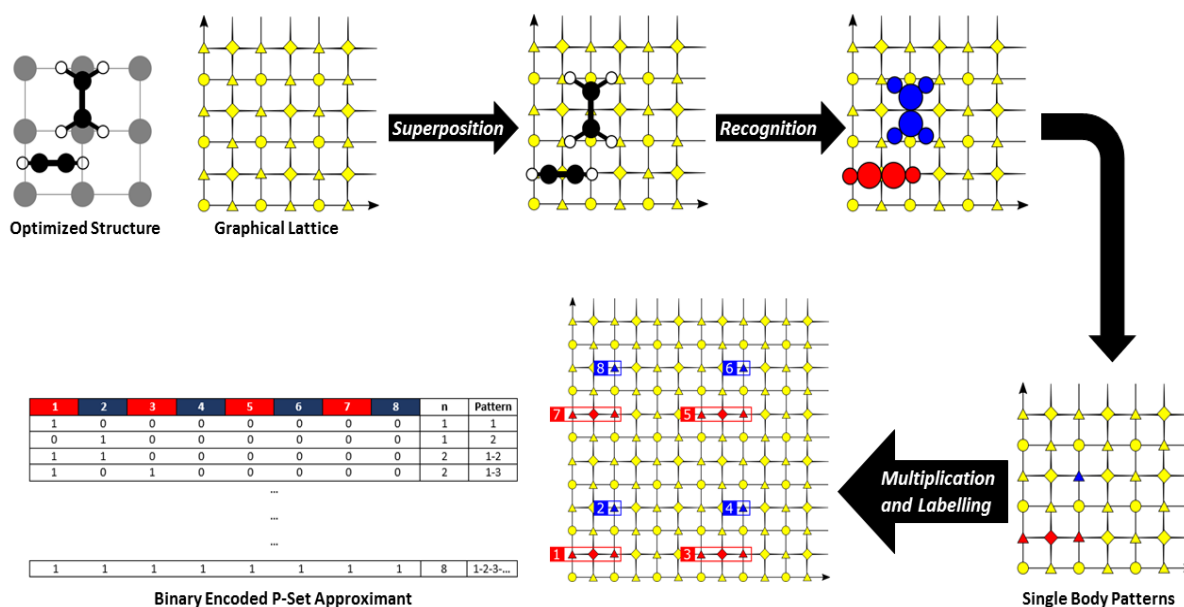 Superposition
Recognition
Optimized Structure
Graphical Lattice
8
6
7
5
2
4
1
3
Multiplication
and Labelling
1 2 3 4 5 6 7 8 n Pattern
1 0 0 0 0 0 0 0 1 1
0 1 0 0 0 0 0 0 1 2
1 1 0 0 0 0 0 0 2 1-2
1 0 1 0 0 0 0 0 2 1-3
...
...
...
1 1 1 1 1 1 1 1 8 1-2-3-...
Binary Encoded P-Set Approximant
Single Body Patterns